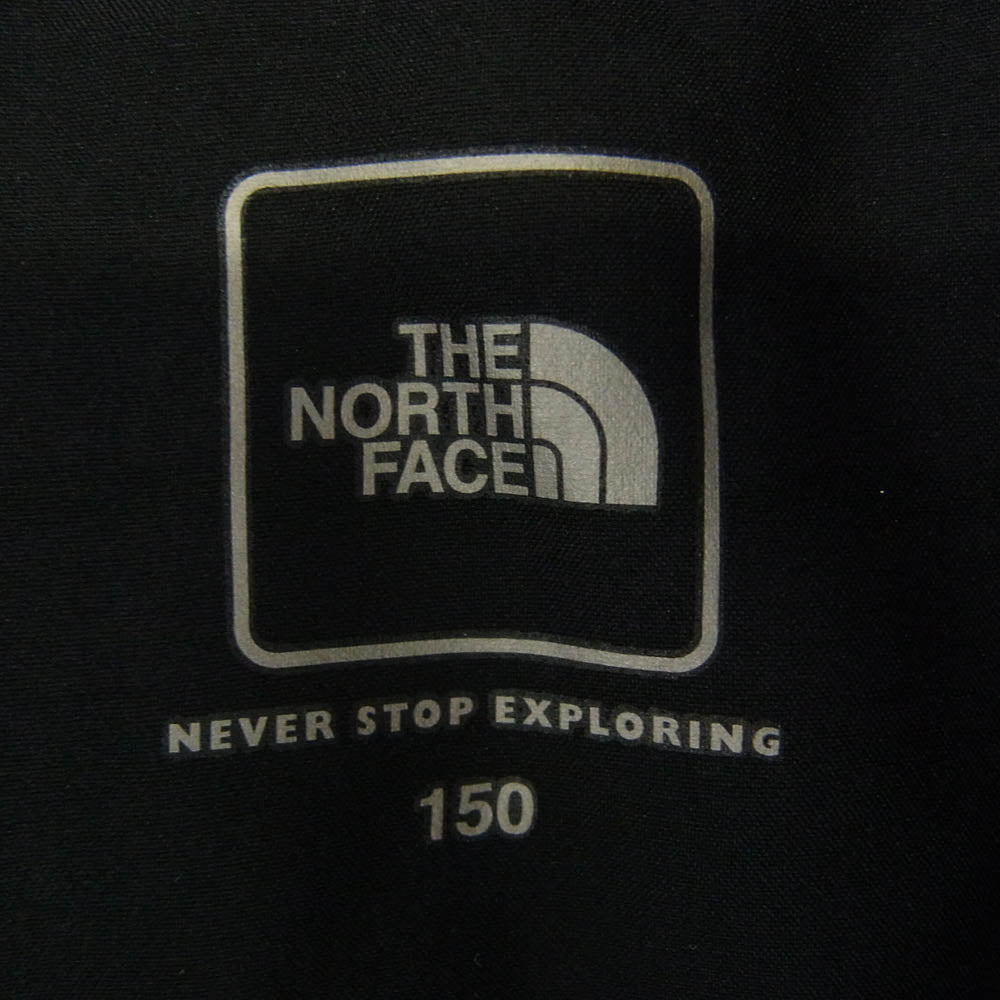 THE
NORTH
FACE
NEVER STOP EXPLORING
150